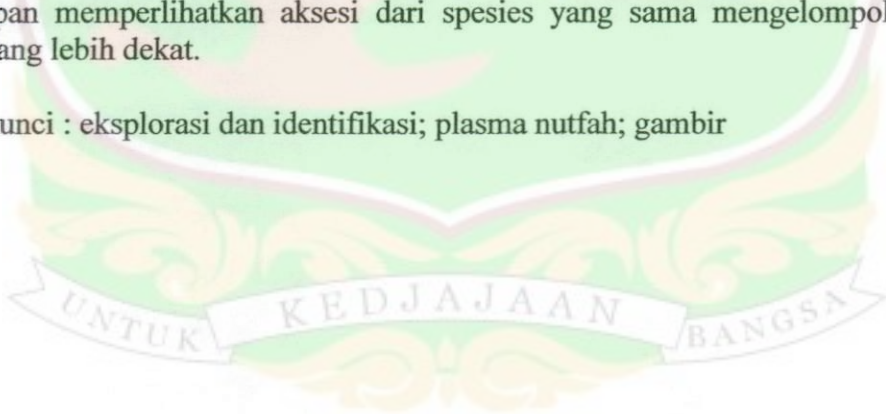 pan memperlihatkan aksesi dari spesies yang sama mengelompok
ang lebih dekat.
unci : eksplorasi dan identifikasi; plasma nutfah; gambir
UNTUK KEDJAJAAN BANGSA